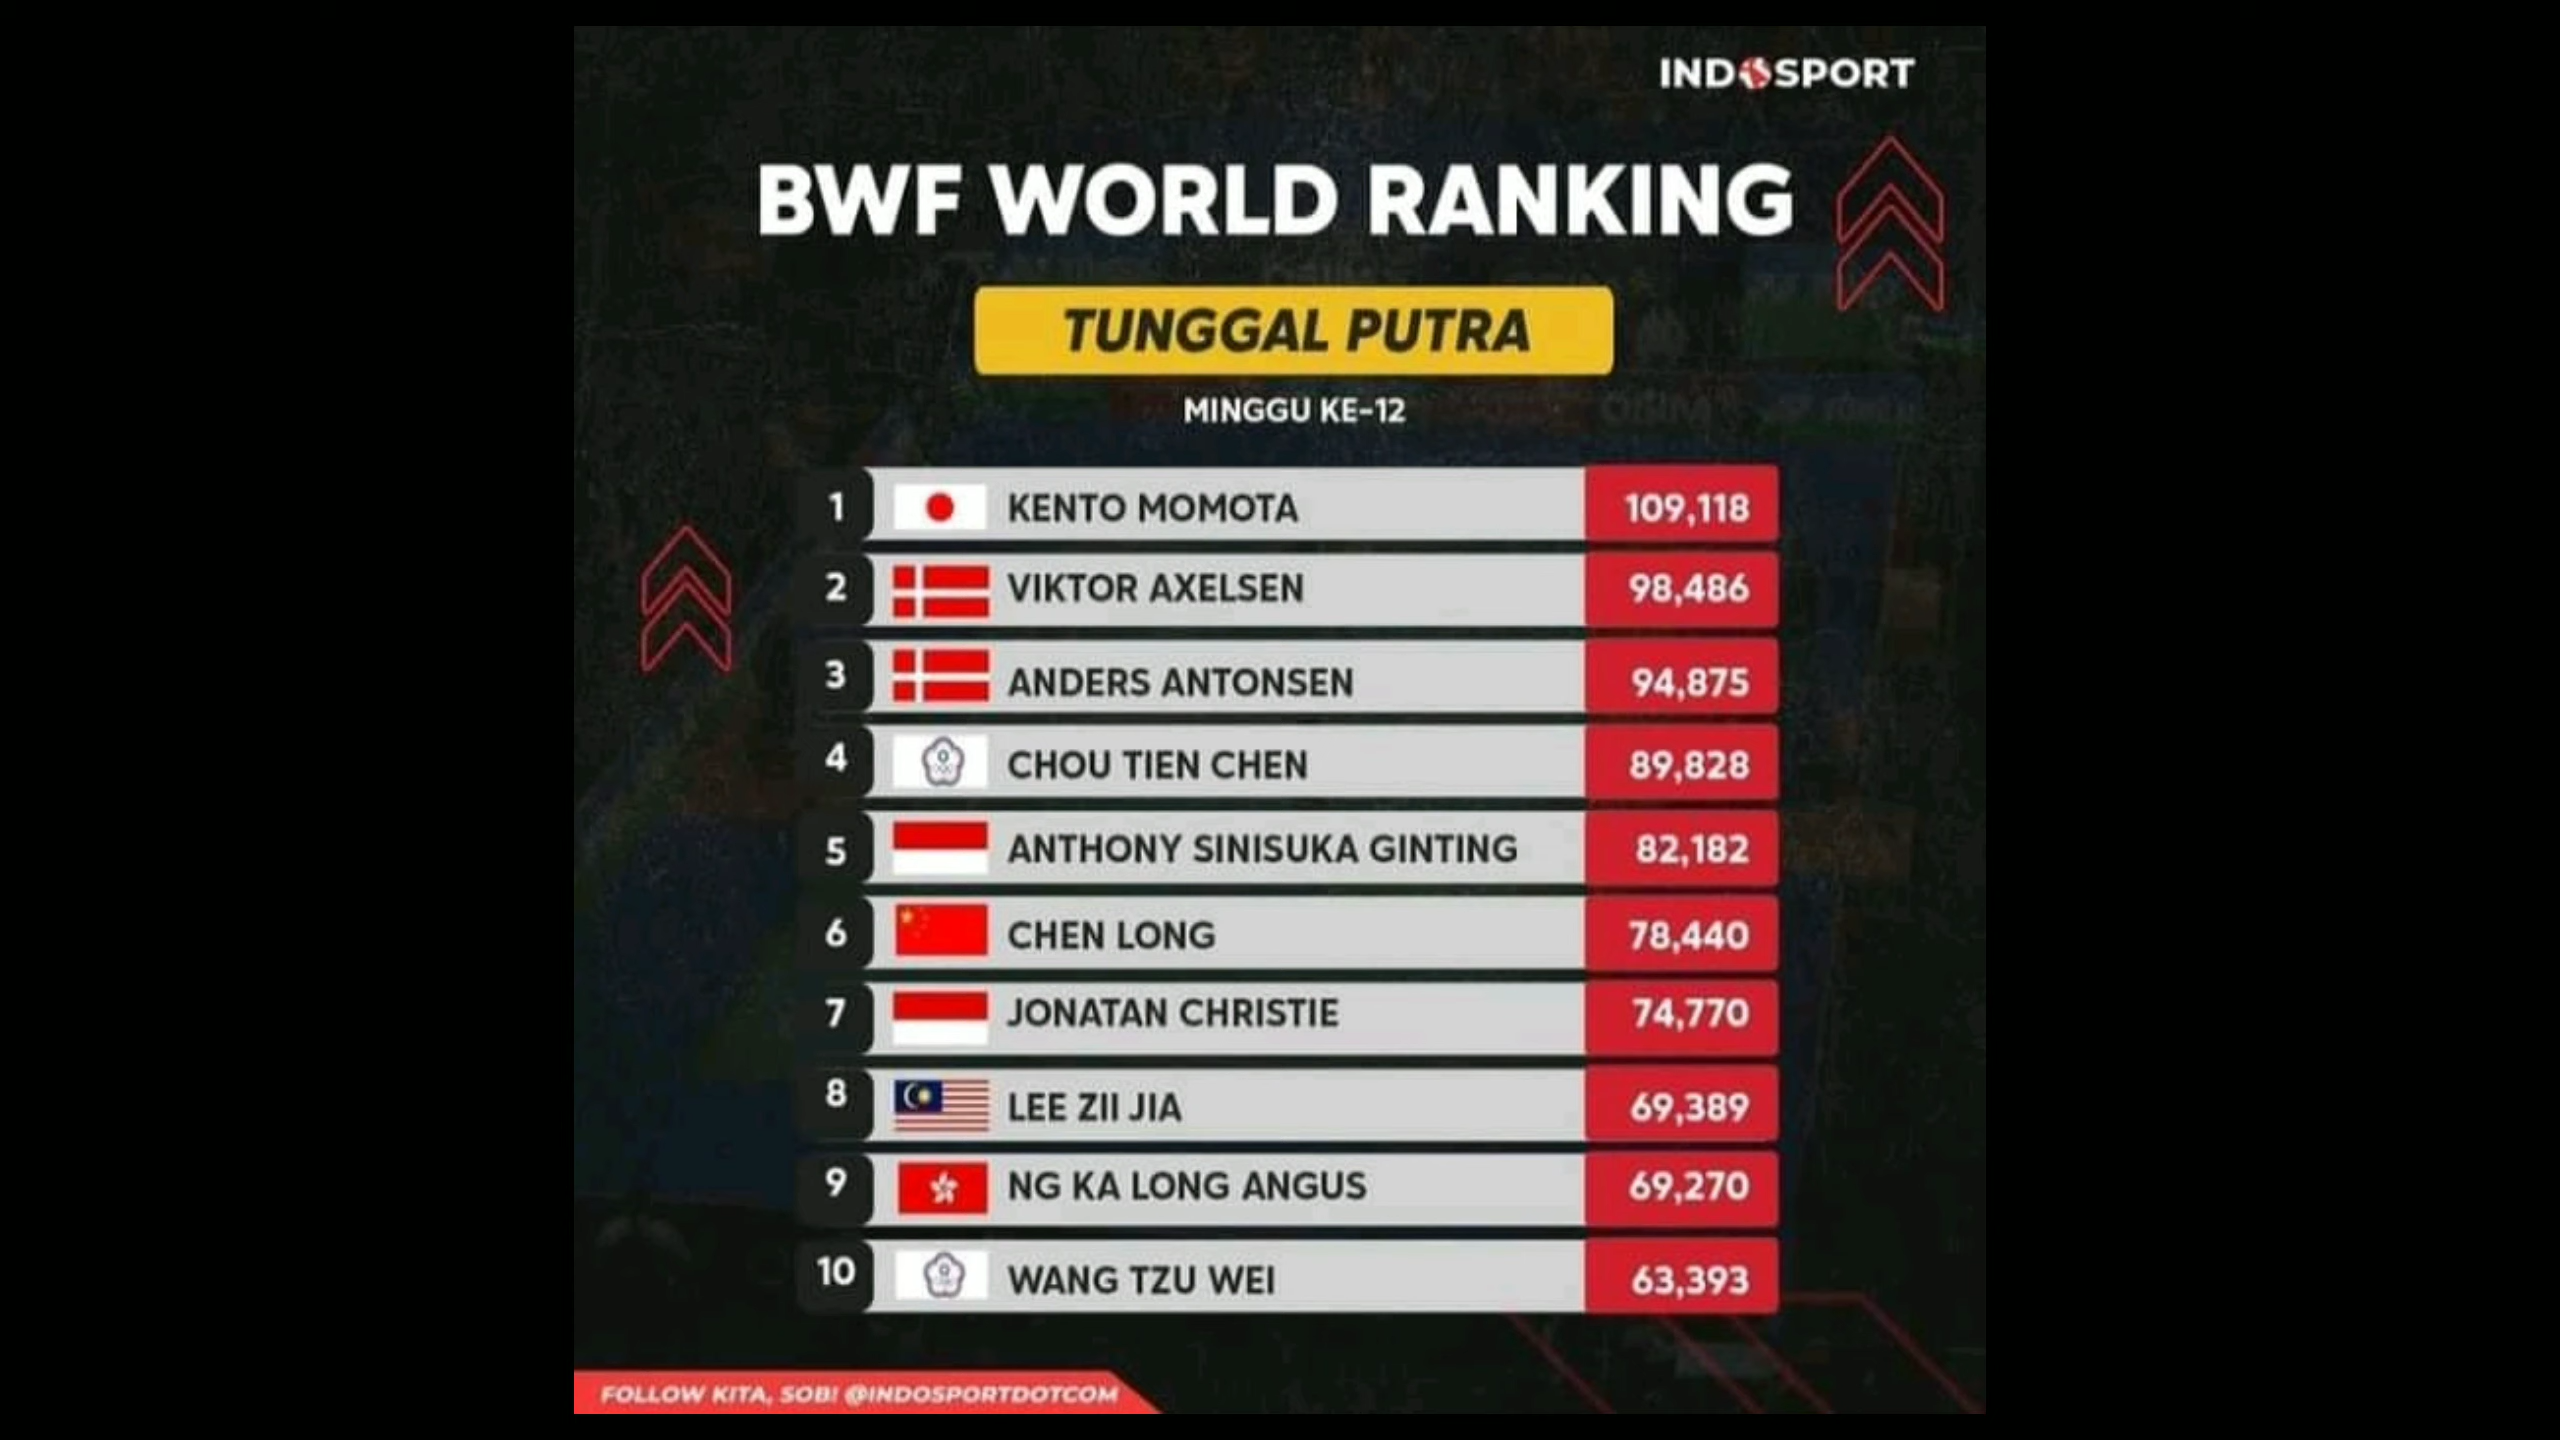 INDOSPORT
BWF WORLD RANKING
TUNGGAL PUTRA
MINGGU KE-12
1 KENTO MOMOTA 109,118
2 VIKTOR AXELSEN 98,486
3 ANDERS ANTONSEN 94,875
4 CHOU TIEN CHEN 89,828
5 ANTHONY SINISUKA GINTING 82,182
6 CHEN LONG 78,440
7 JONATAN CHRISTIE 74,770
8 LEE ZII JIA 69,389
9 NG KA LONG ANGUS 69,270
10 WANG TZU WEI 63,393
FOLLOW KITA, SOB! @INDOSPORTDOTCOM